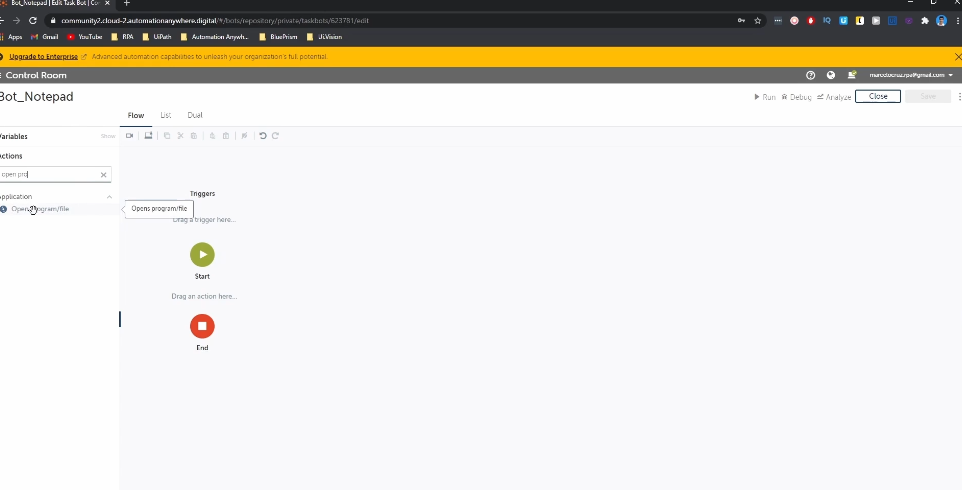 Bot_Notepad | Edit Task Bot | Co
community2.cloud-2.automationanywhere.digital/#/bots/repository/private/taskbots/623781/edit
Apps Gmail YouTube RPA UiPath Automation Anywh... BluePrism ULVision
Upgrade to Enterprise Advanced automation capabilities to unleash your organization's full potential.
Control Room marcelocruz.rpa@gmail.com
Bot_Notepad Run Debug Analyze Close Save
Flow List Dual
Variables Show
Actions
open pro
Application
Open program/file
Opens program/file
Triggers
Drag a trigger here...
Start
Drag an action here...
End